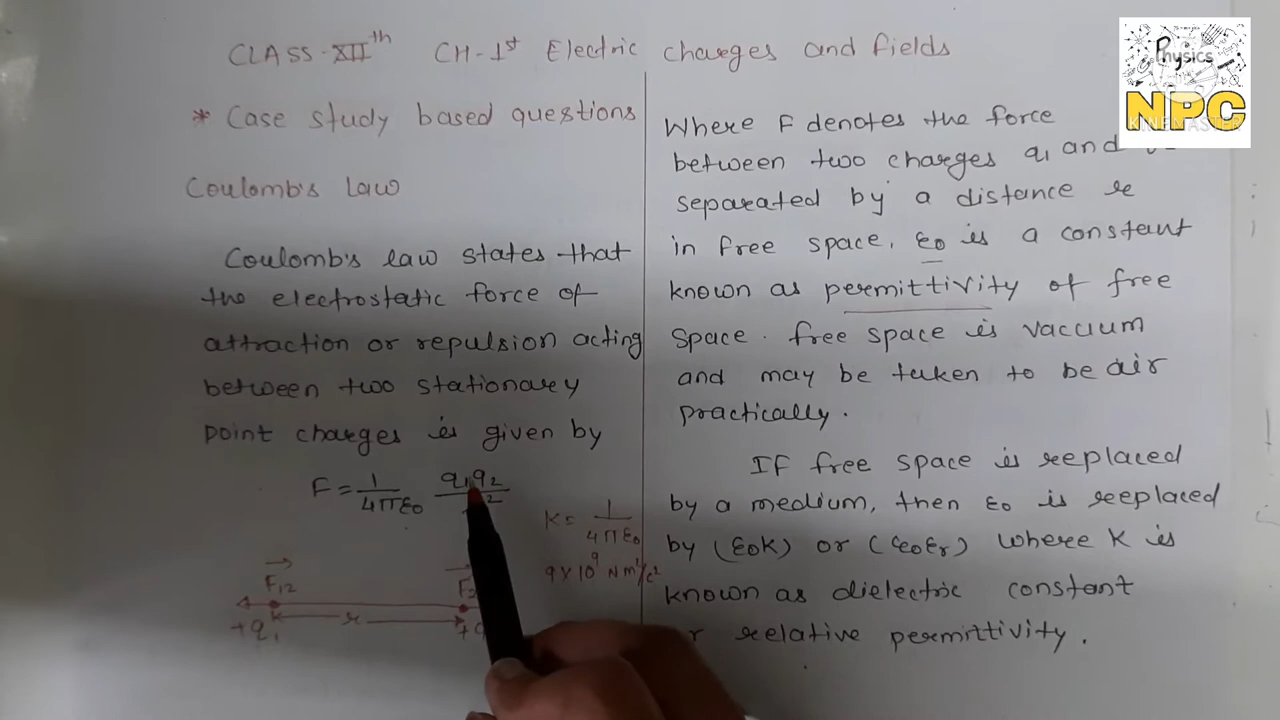 CLASS-XIIth CH-1st Electric charges and fields
* Case study based questions
Coulomb's Law
Coulomb's law states that
the electrostatic force of
attraction or repulsion acting
between two stationary
point charges is given by
F = 1/4πε0 q1q2/ 2
K = 1/4πε0
9×10^9 Nm²/c²
F12
r
+q1
Where F denotes the force
between two charges q1 and
separated by a distance r
in free space, ε0 is a constant
known as permittivity of free
space. free space is vacuum
and may be taken to be air
practically.
If free space is replaced
by a medium, then ε0 is replaced
by (ε0K) or (ε0εr) where K is
known as dielectric constant
relative permittivity.
Physics
NPC
KINEMASTER